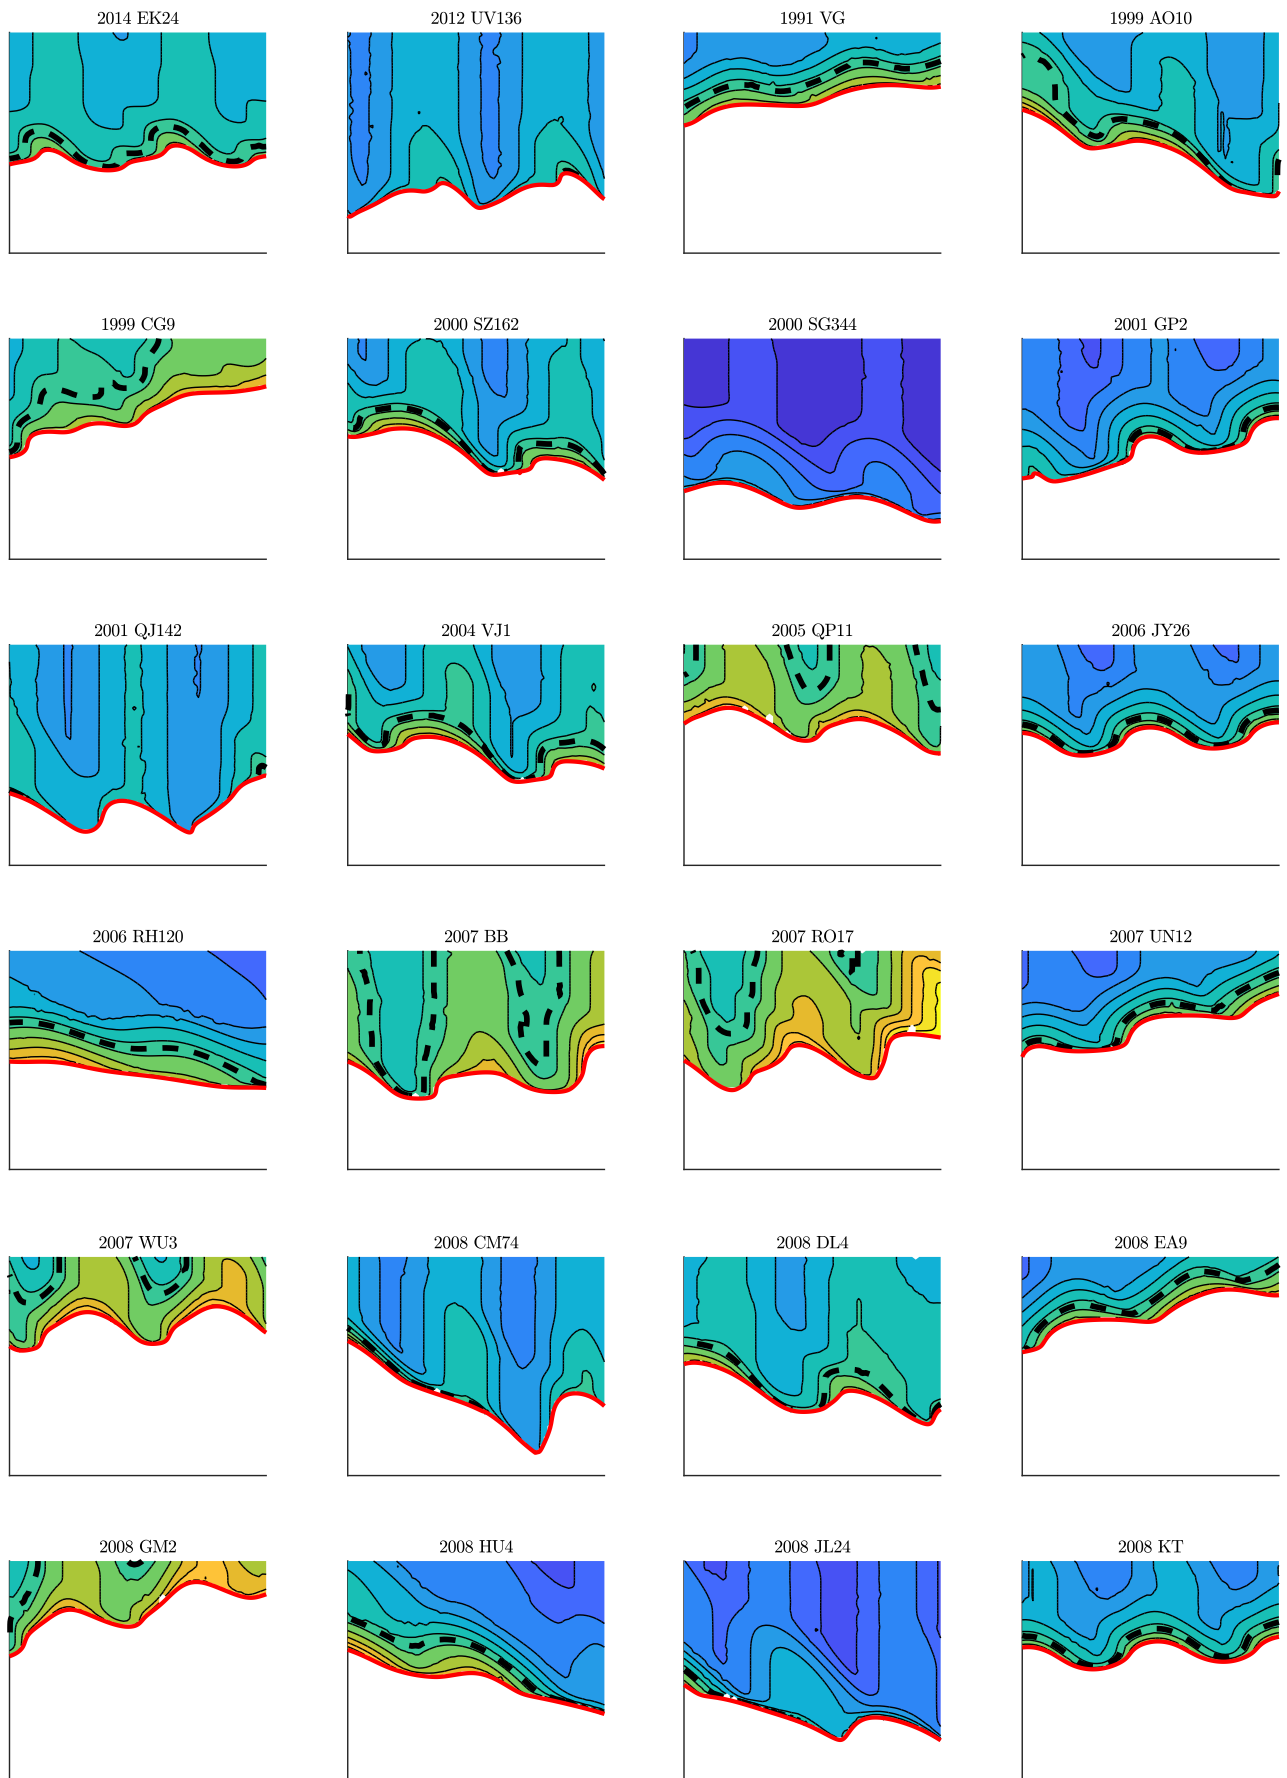 2014 EK24
2012 UV136
1991 VG
1999 AO10
1999 CG9
2000 SZ162
2000 SG344
2001 GP2
2001 QJ142
2004 VJ1
2005 QP11
2006 JY26
2006 RH120
2007 BB
2007 RO17
2007 UN12
2007 WU3
2008 CM74
2008 DL4
2008 EA9
2008 GM2
2008 HU4
2008 JL24
2008 KT